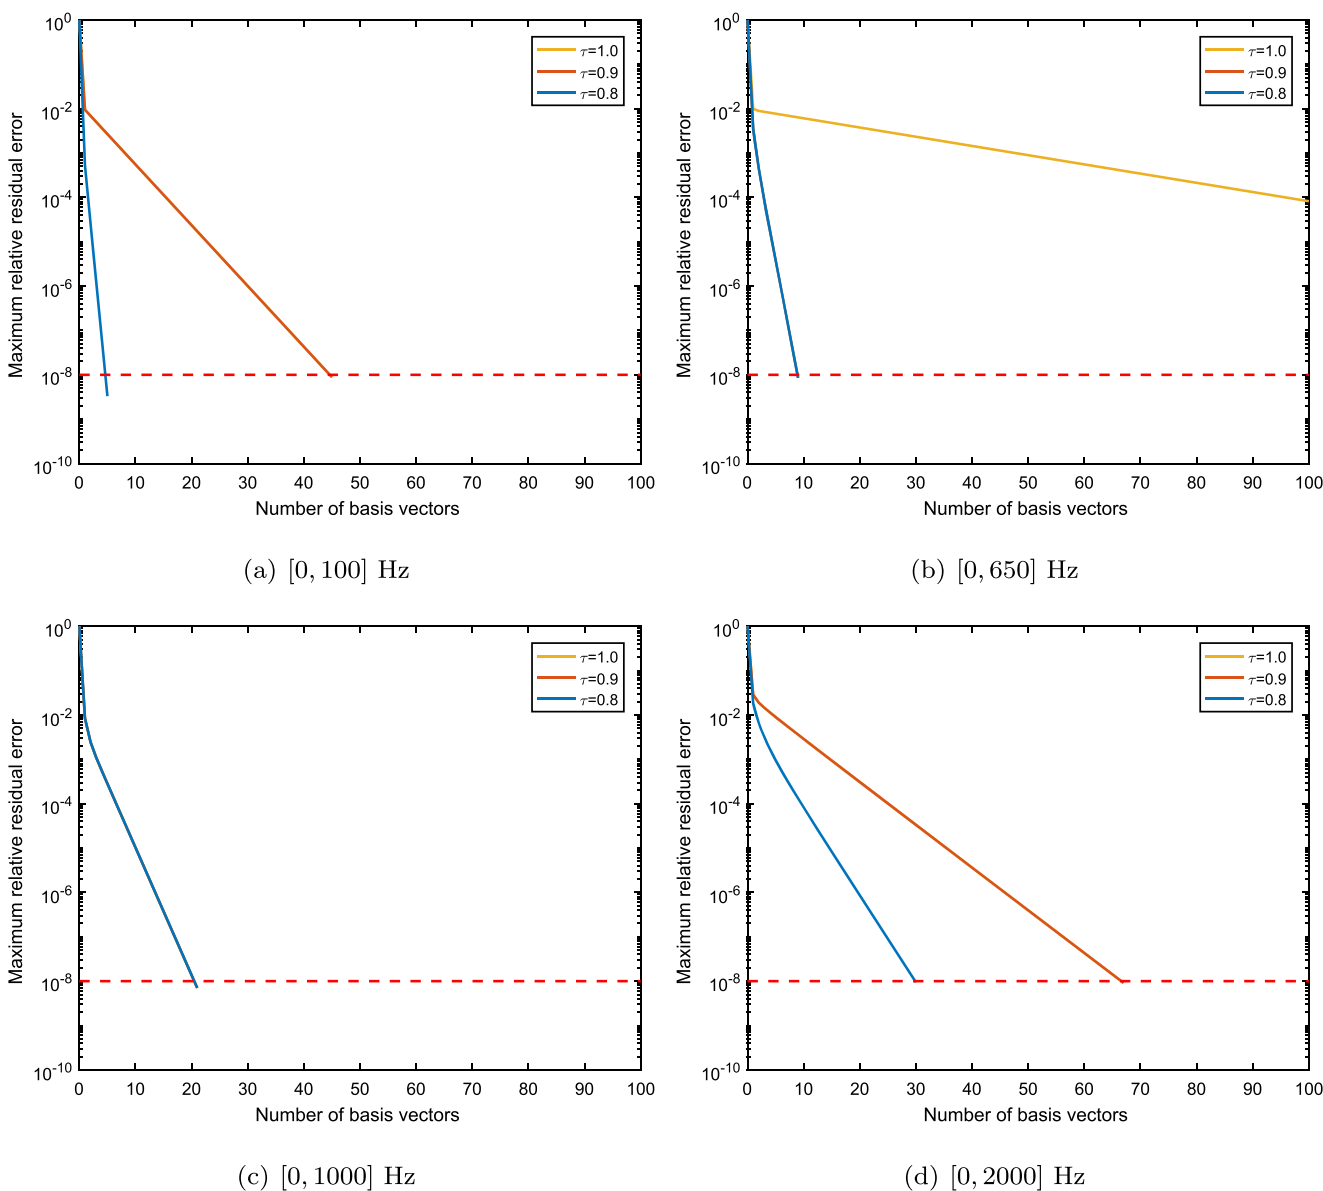 10^0
10^-2
10^-4
10^-6
10^-8
10^-10
Maximum relative residual error
τ=1.0
τ=0.9
τ=0.8
0 10 20 30 40 50 60 70 80 90 100
Number of basis vectors
(a) [0, 100] Hz
10^0
10^-2
10^-4
10^-6
10^-8
10^-10
Maximum relative residual error
τ=1.0
τ=0.9
τ=0.8
0 10 20 30 40 50 60 70 80 90 100
Number of basis vectors
(b) [0, 650] Hz
10^0
10^-2
10^-4
10^-6
10^-8
10^-10
Maximum relative residual error
τ=1.0
τ=0.9
τ=0.8
0 10 20 30 40 50 60 70 80 90 100
Number of basis vectors
(c) [0, 1000] Hz
10^0
10^-2
10^-4
10^-6
10^-8
10^-10
Maximum relative residual error
τ=1.0
τ=0.9
τ=0.8
0 10 20 30 40 50 60 70 80 90 100
Number of basis vectors
(d) [0, 2000] Hz